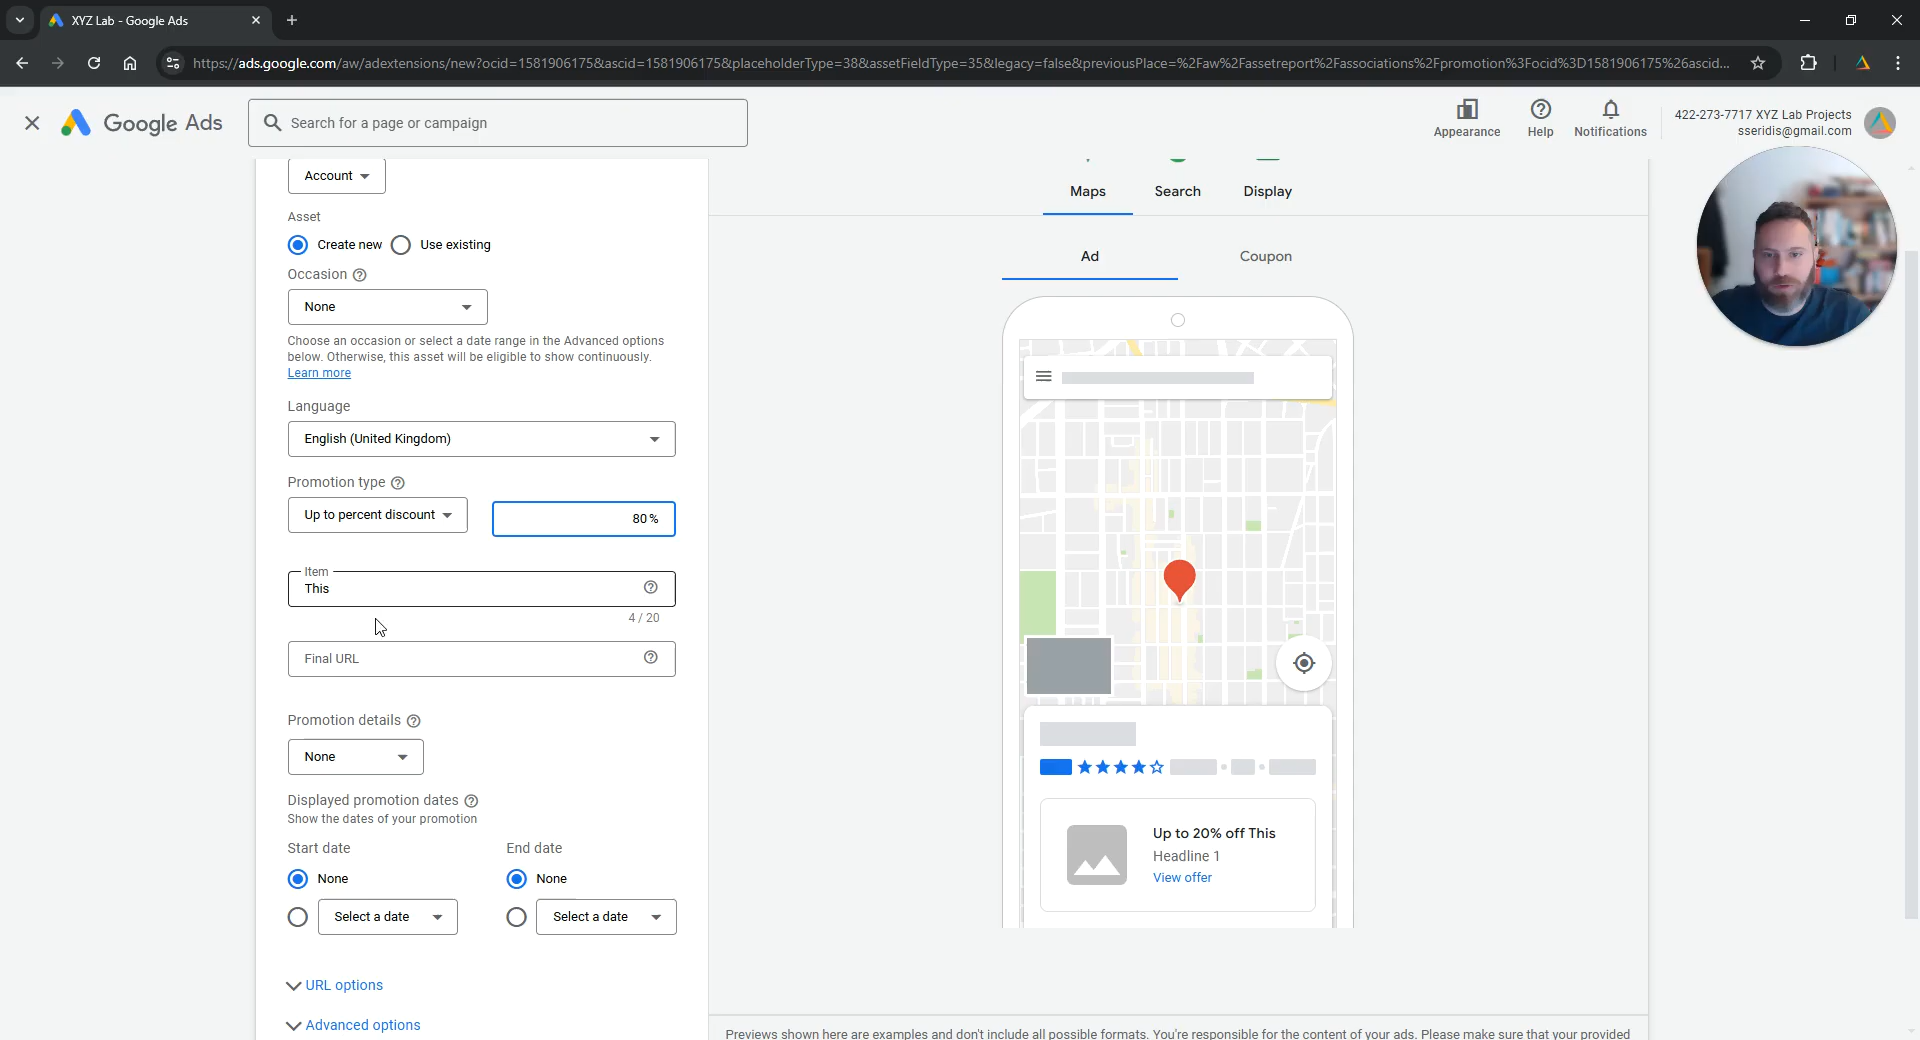 XYZ Lab - Google Ads
https://ads.google.com/aw/adextensions/new?ocid=1581906175&ascid=1581906175&placeholderType=38&assetFieldType=35&legacy=false&previousPlace=%2Faw%2Fassetreport%2Fassociations%2Fpromotion%3Focid%3D1581906175%26ascid...
Google Ads
Search for a page or campaign
Appearance
Help
Notifications
422-273-7717 XYZ Lab Projects
sseridis@gmail.com
Account
Asset
Create new
Use existing
Occasion
None
Choose an occasion or select a date range in the Advanced options
below. Otherwise, this asset will be eligible to show continuously.
Learn more
Language
English (United Kingdom)
Promotion type
Up to percent discount
80 %
Item
This
4 / 20
Final URL
Promotion details
None
Displayed promotion dates
Show the dates of your promotion
Start date
End date
None
None
Select a date
Select a date
URL options
Advanced options
Maps
Search
Display
Ad
Coupon
Up to 20% off This
Headline 1
View offer
Previews shown here are examples and don't include all possible formats. You're responsible for the content of your ads. Please make sure that your provided